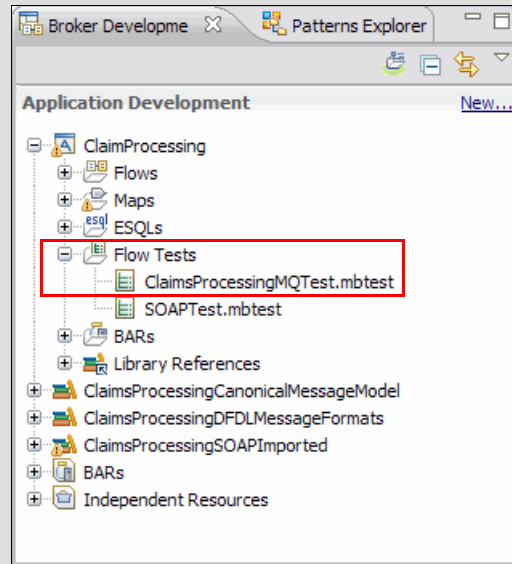 Broker Developme Patterns Explorer
Application Development New...
ClaimProcessing
Flows
Maps
esql ESQLs
Flow Tests
ClaimsProcessingMQTest.mbtest
SOAPTest.mbtest
BARs
Library References
ClaimsProcessingCanonicalMessageModel
ClaimsProcessingDFDLMessageFormats
ClaimsProcessingSOAPImported
BARs
Independent Resources